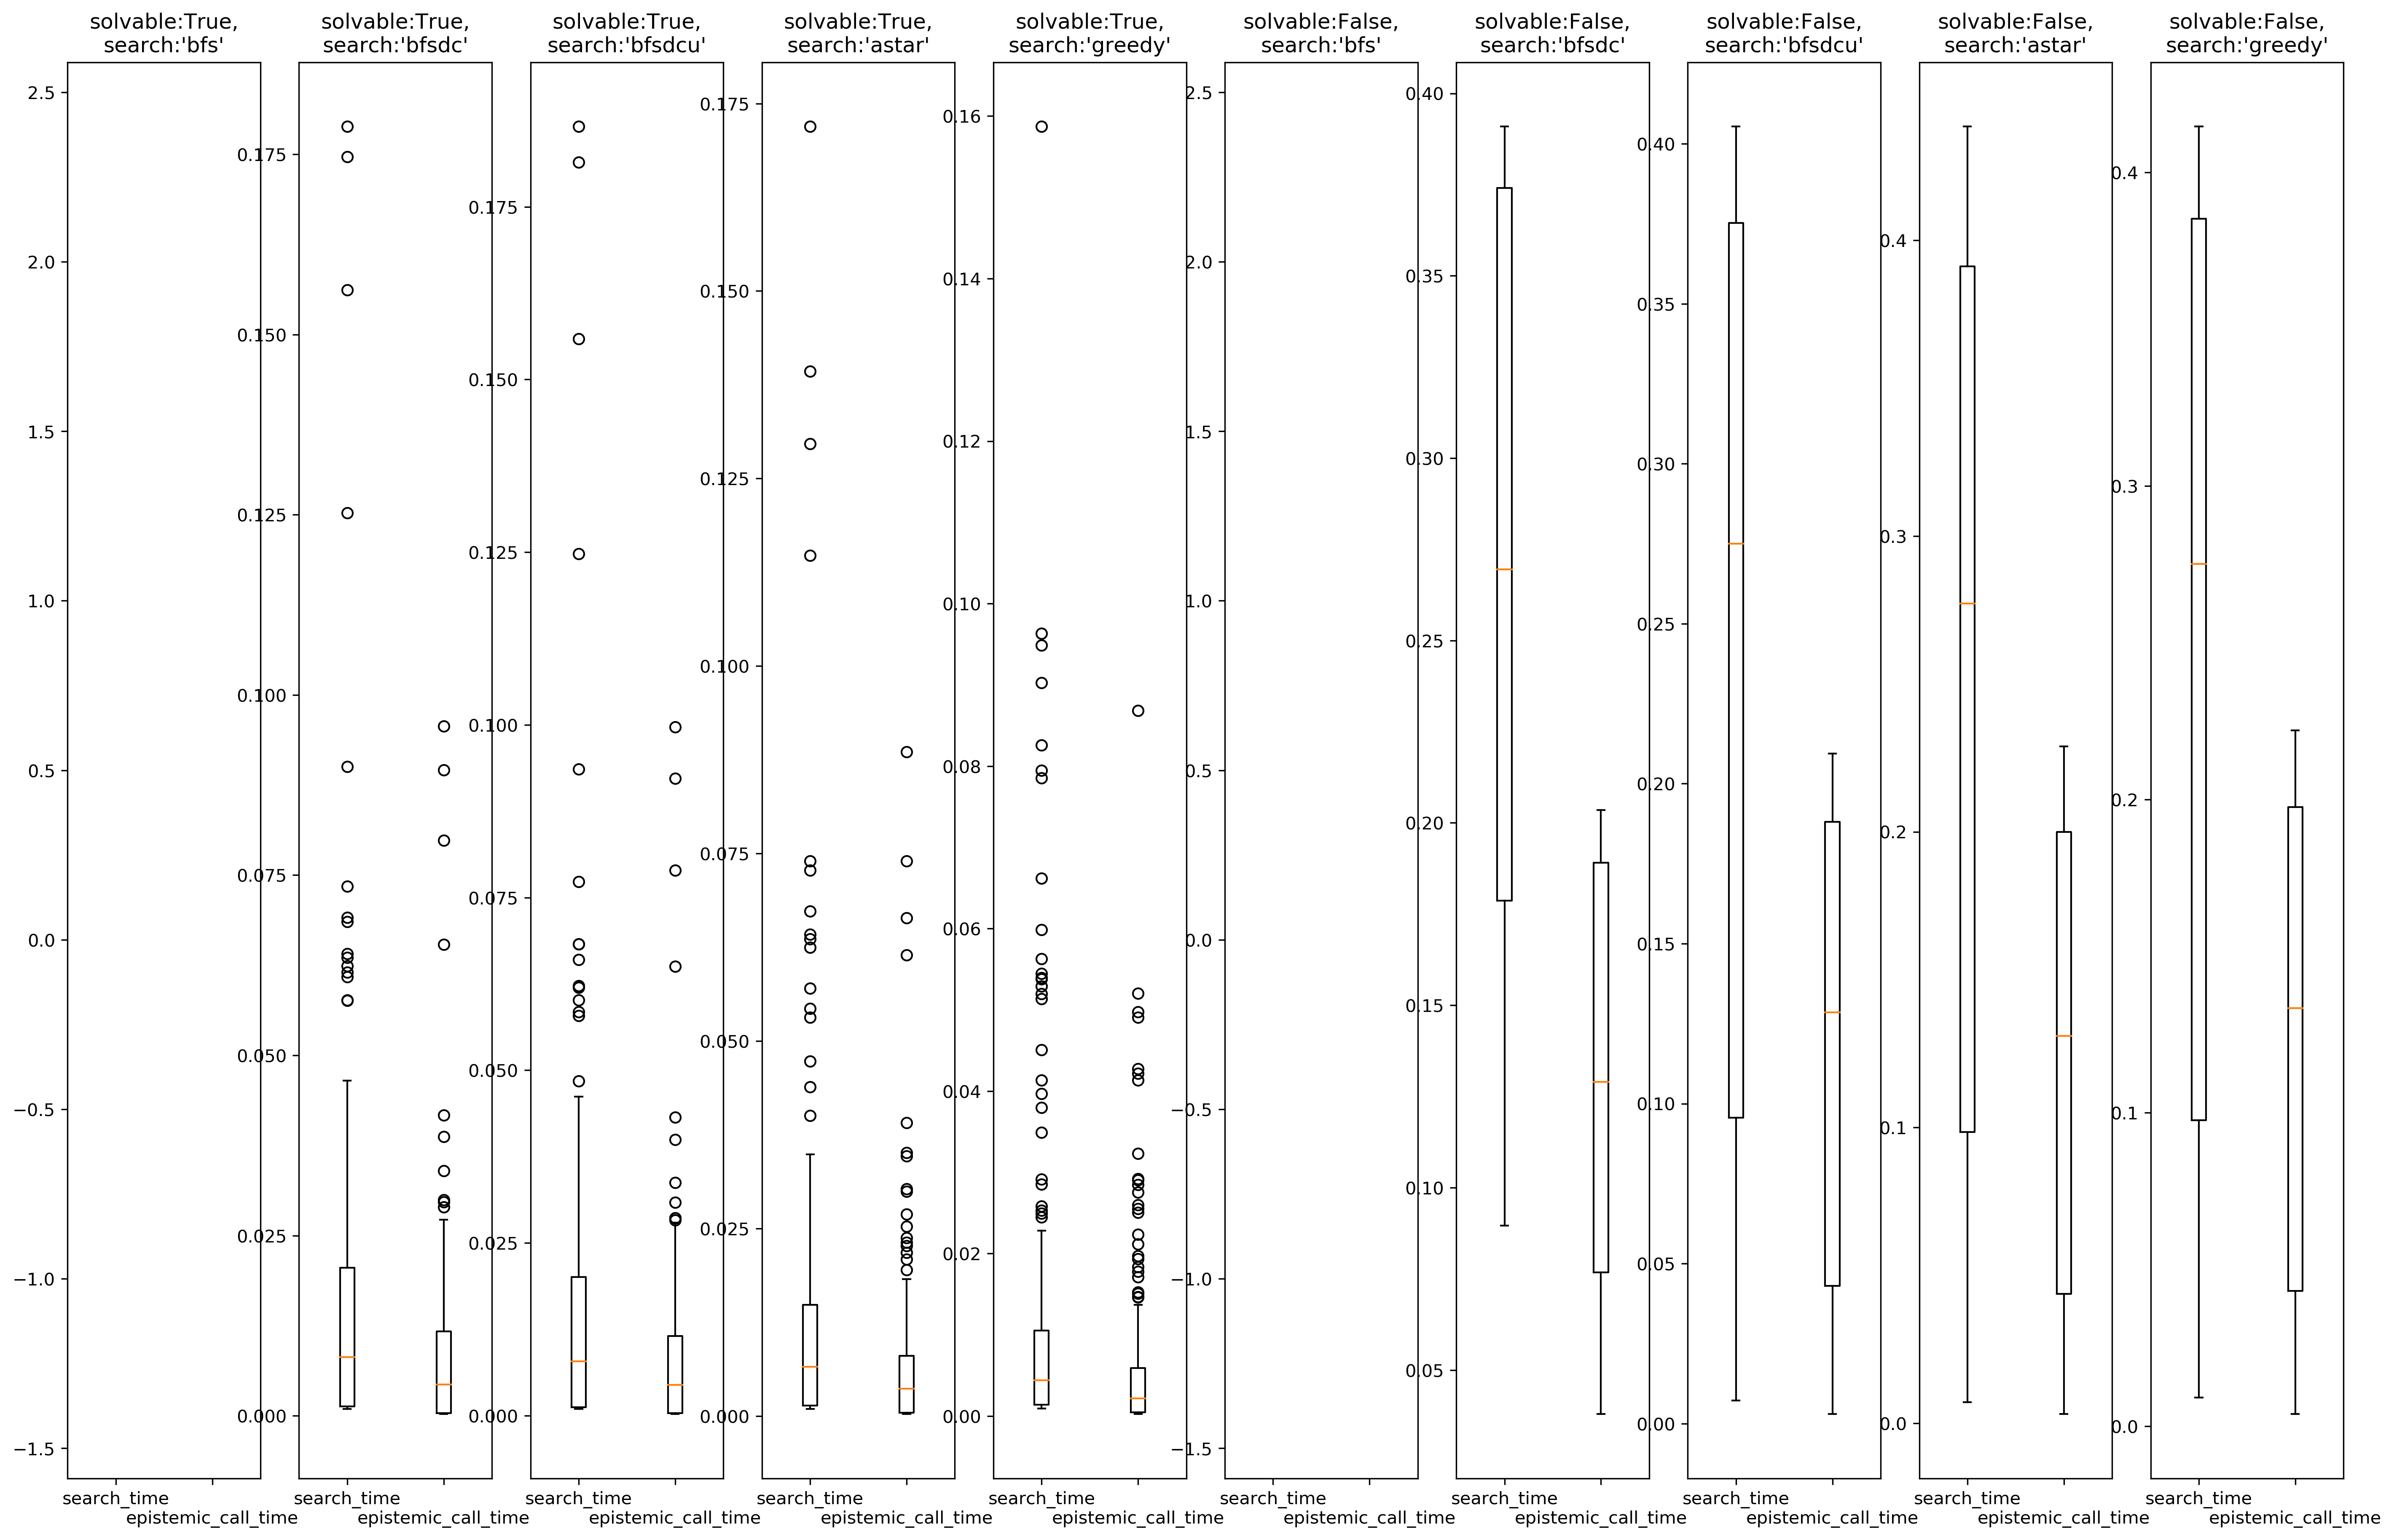 solvable:True,
search:'bfs'
2.5
2.0
1.5
1.0
0.5
0.0
−0.5
−1.0
−1.5
search_time
epistemic_call_time
solvable:True,
search:'bfsdc'
0.175
0.150
0.125
0.100
0.075
0.050
0.025
0.000
search_time
epistemic_call_time
solvable:True,
search:'bfsdcu'
0.175
0.150
0.125
0.100
0.075
0.050
0.025
0.000
search_time
epistemic_call_time
solvable:True,
search:'astar'
0.175
0.150
0.125
0.100
0.075
0.050
0.025
0.000
search_time
epistemic_call_time
solvable:True,
search:'greedy'
0.16
0.14
0.12
0.10
0.08
0.06
0.04
0.02
0.00
search_time
epistemic_call_time
solvable:False,
search:'bfs'
2.5
2.0
1.5
1.0
0.5
0.0
−0.5
−1.0
−1.5
search_time
epistemic_call_time
solvable:False,
search:'bfsdc'
0.40
0.35
0.30
0.25
0.20
0.15
0.10
0.05
search_time
epistemic_call_time
solvable:False,
search:'bfsdcu'
0.40
0.35
0.30
0.25
0.20
0.15
0.10
0.05
0.00
search_time
epistemic_call_time
solvable:False,
search:'astar'
0.4
0.3
0.2
0.1
0.0
search_time
epistemic_call_time
solvable:False,
search:'greedy'
0.4
0.3
0.2
0.1
0.0
search_time
epistemic_call_time